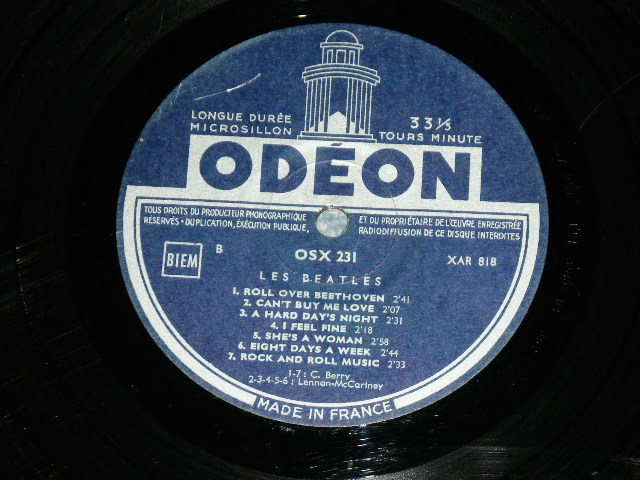 LONGUE DURÉE
MICROSILLON
33 1/3
TOURS MINUTE
ODÉON
TOUS DROITS DU PRODUCTEUR PHONOGRAPHIQUE
RÉSERVÉS · DUPLICATION, EXÉCUTION PUBLIQUE,
ET DU PROPRIÉTAIRE DE L'ŒUVRE ENREGISTRÉE
RADIODIFFUSION DE CE DISQUE INTERDITES
BIEM
B
OSX 231
XAR 818
LES BEATLES
1. ROLL OVER BEETHOVEN 2'41
2. CAN'T BUY ME LOVE 2'07
3. A HARD DAY'S NIGHT 2'31
4. I FEEL FINE 2'18
5. SHE'S A WOMAN 2'58
6. EIGHT DAYS A WEEK 2'44
7. ROCK AND ROLL MUSIC 2'33
1-7 : C. Berry
2-3-4-5-6 : Lennon-McCartney
MADE IN FRANCE